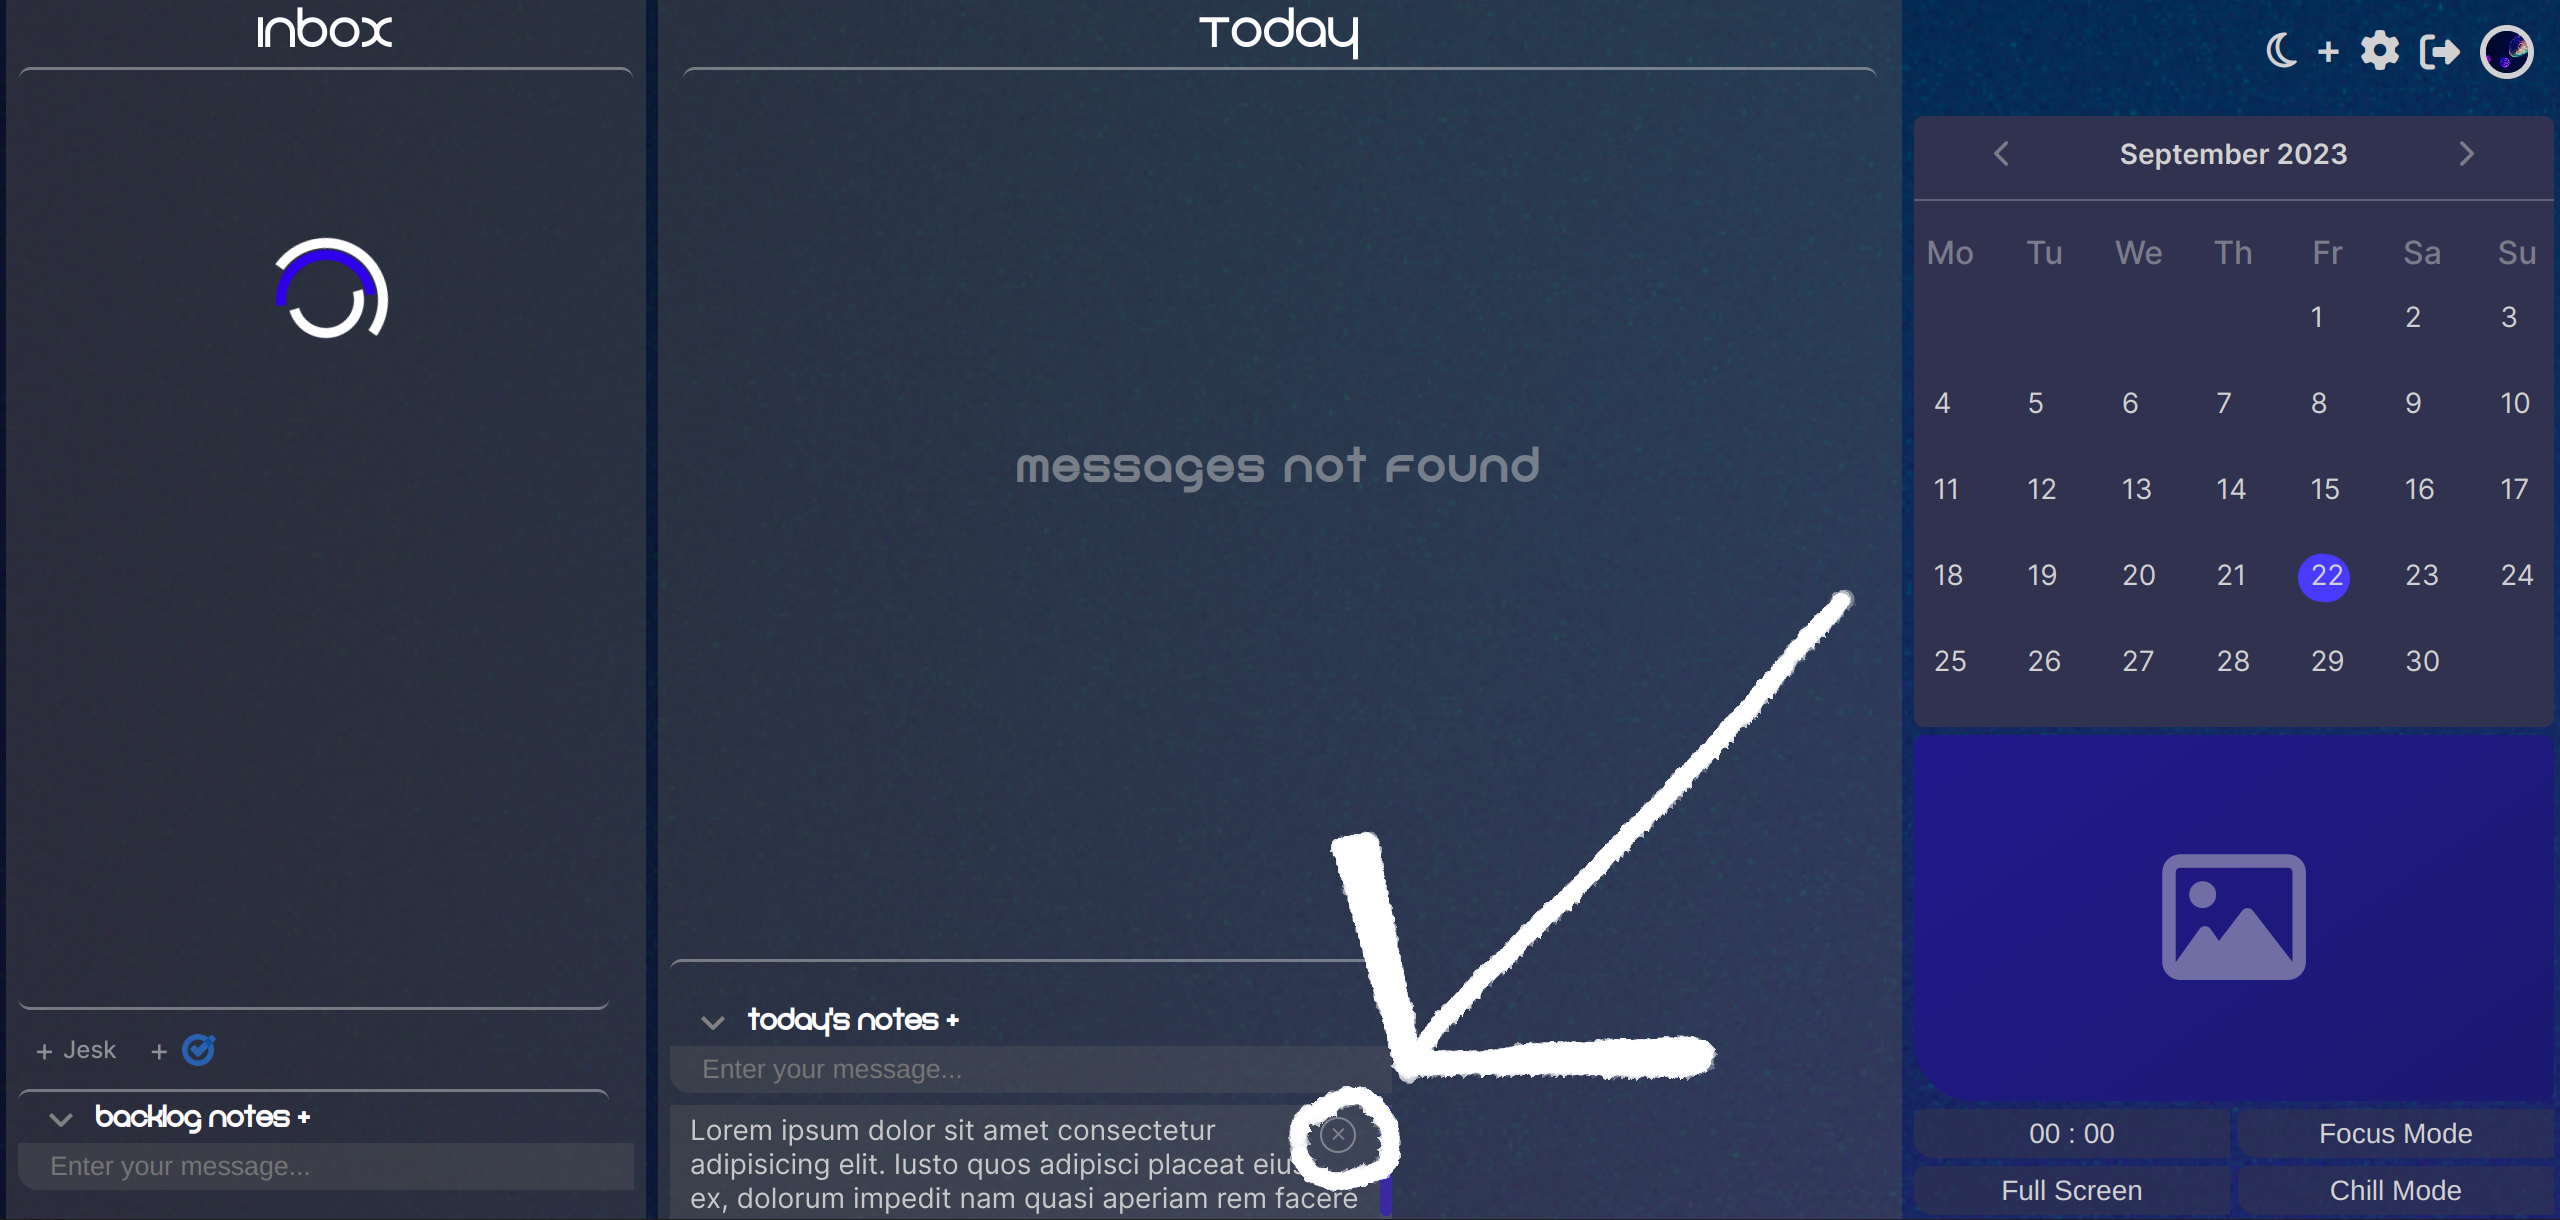 Inbox
+ Jesk +
backlog notes +
Enter your message...
Today
messages not found
today's notes +
Enter your message...
Lorem ipsum dolor sit amet consectetur
adipisicing elit. Iusto quos adipisci placeat eius
ex, dolorum impedit nam quasi aperiam rem facere
September 2023
Mo Tu We Th Fr Sa Su
1 2 3
4 5 6 7 8 9 10
11 12 13 14 15 16 17
18 19 20 21 22 23 24
25 26 27 28 29 30
00 : 00 Focus Mode
Full Screen Chill Mode